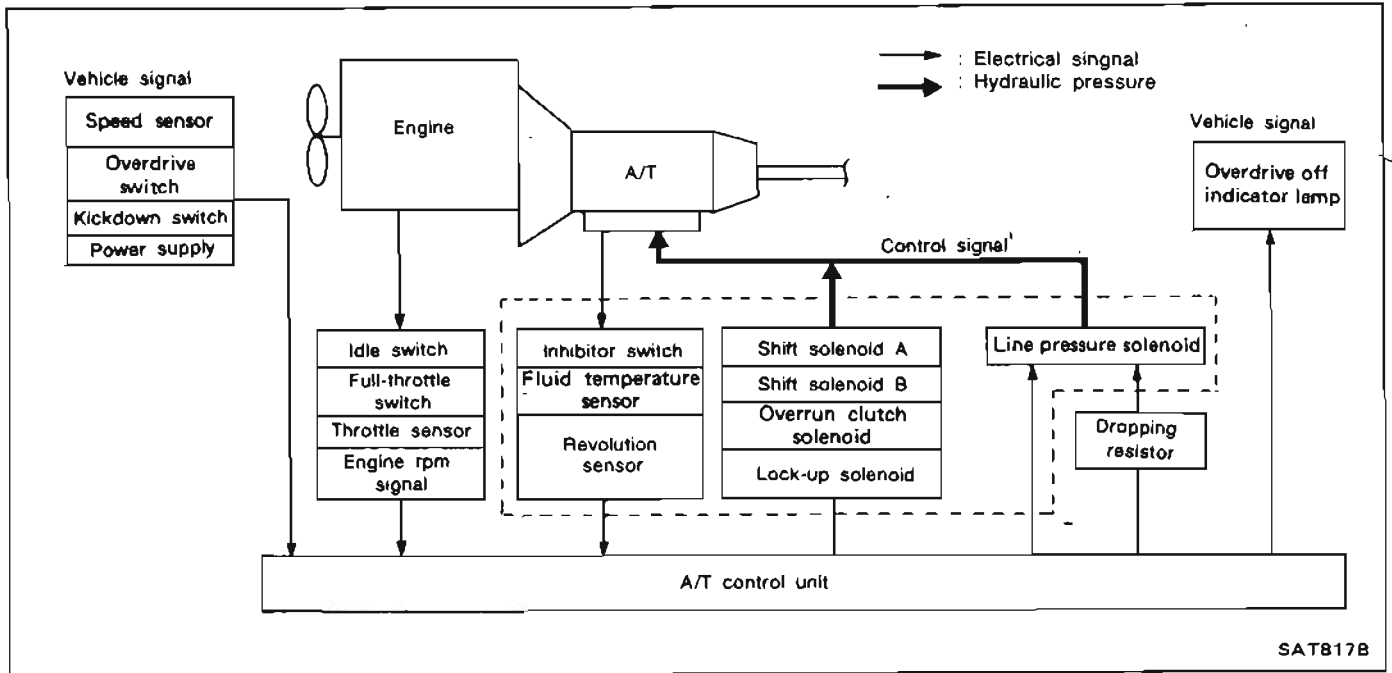 : Electrical singnal
: Hydraulic pressure
Vehicle signal
Speed sensor
Overdrive
switch
Kickdown switch
Power supply
Engine
A/T
Vehicle signal
Overdrive off
indicator lamp
Control signal
Idle switch
Full-throttle
switch
Throttle sensor
Engine rpm
signal
Inhibitor switch
Fluid temperature
sensor
Revolution
sensor
Shift solenoid A
Shift solenoid B
Overrun clutch
solenoid
Lock-up solenoid
Line pressure solenoid
Dropping
resistor
A/T control unit
SAT817B